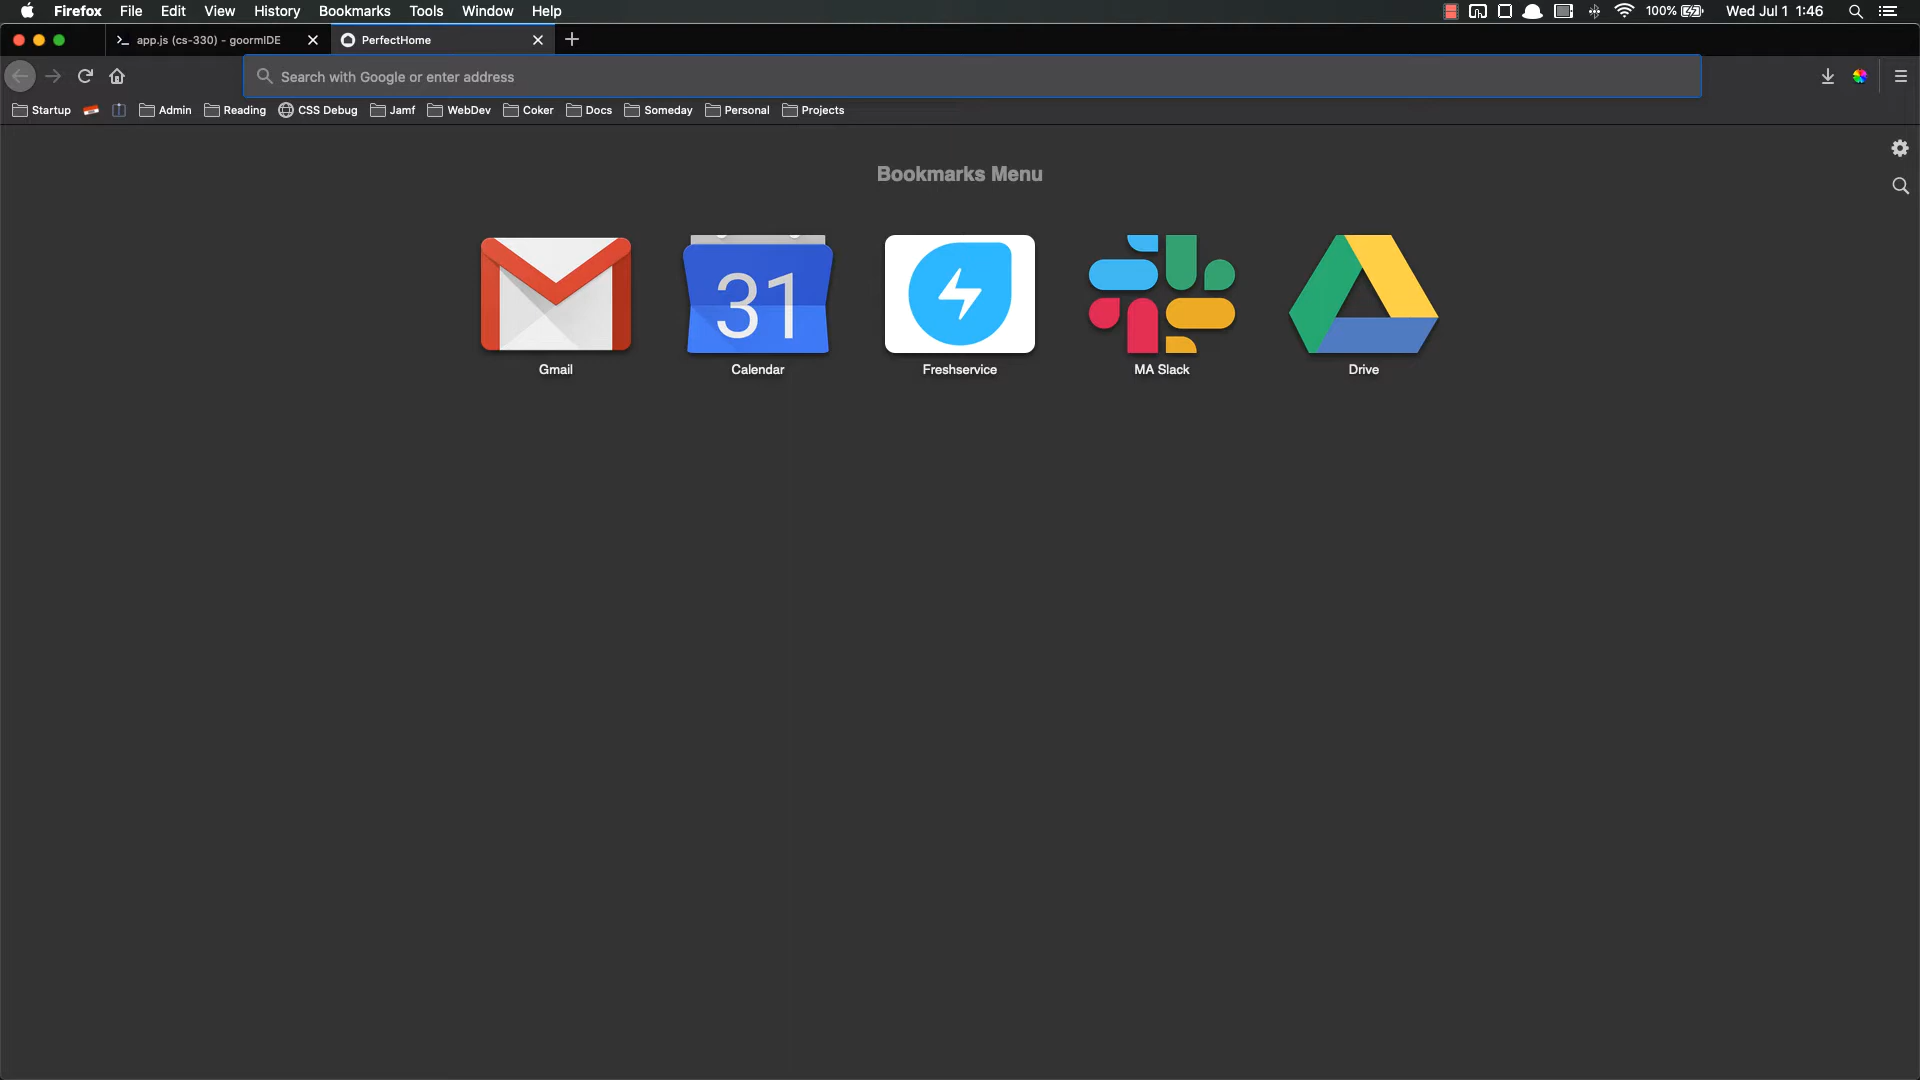 Firefox File Edit View History Bookmarks Tools Window Help 100% Wed Jul 1 1:46
app.js (cs-330) - goormIDE PerfectHome
Search with Google or enter address
Startup Admin Reading CSS Debug Jamf WebDev Coker Docs Someday Personal Projects
Bookmarks Menu
31
Gmail Calendar Freshservice MA Slack Drive